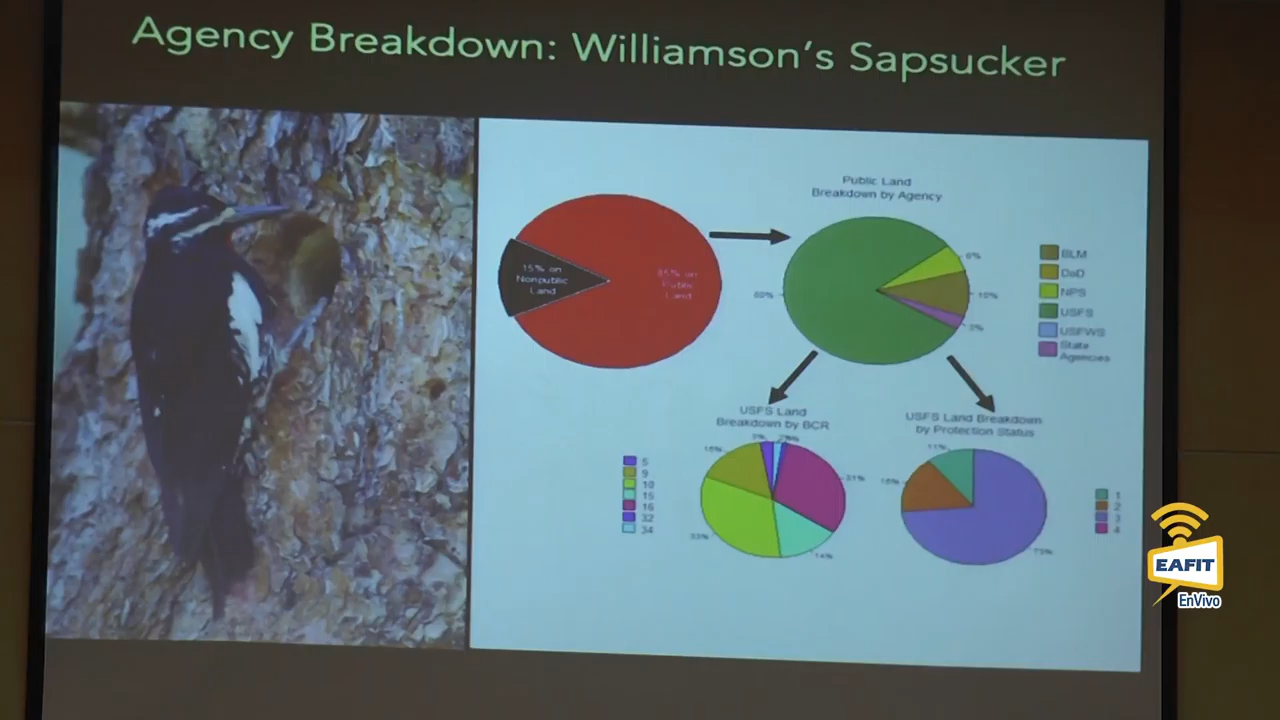 Agency Breakdown: Williamson's Sapsucker
15% on
Nonpublic
Land
85% on
Public
Land
Public Land
Breakdown by Agency
6%
10%
3%
BLM
DoD
NPS
USFS
USFWS
State
Agencies
USFS Land
Breakdown by BCR
16%
3%
31%
14%
33%
5
9
10
15
16
32
34
USFS Land Breakdown
by Protection Status
11%
16%
73%
1
2
3
4
EAFIT
EnVivo